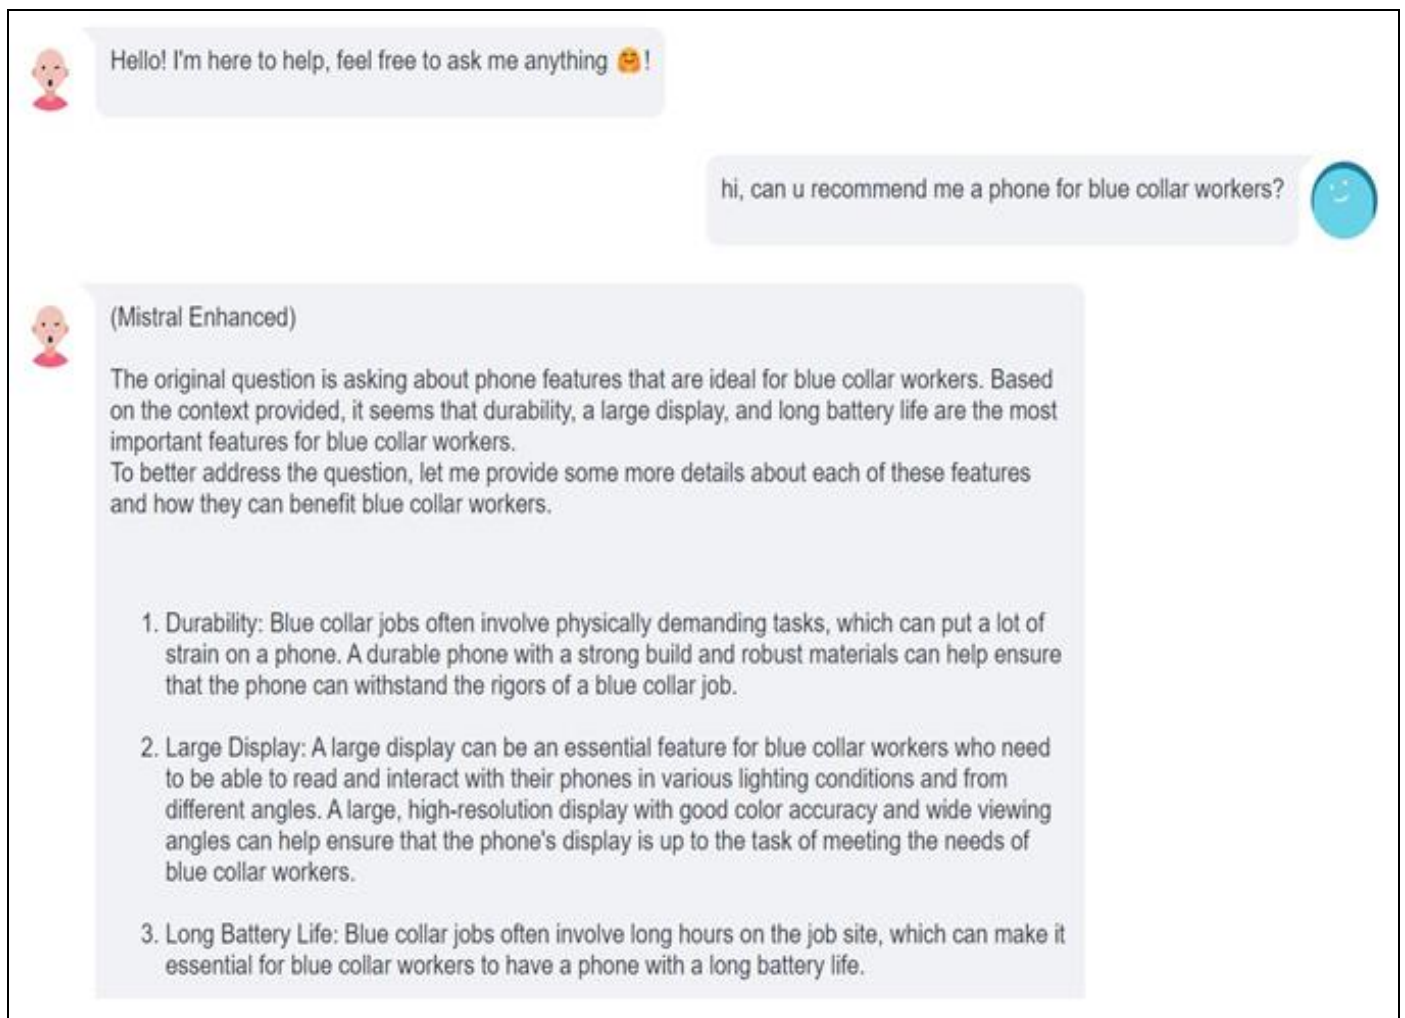 Hello! I'm here to help, feel free to ask me anything 🤗!
hi, can u recommend me a phone for blue collar workers?
(Mistral Enhanced)
The original question is asking about phone features that are ideal for blue collar workers. Based
on the context provided, it seems that durability, a large display, and long battery life are the most
important features for blue collar workers.
To better address the question, let me provide some more details about each of these features
and how they can benefit blue collar workers.
1. Durability: Blue collar jobs often involve physically demanding tasks, which can put a lot of
strain on a phone. A durable phone with a strong build and robust materials can help ensure
that the phone can withstand the rigors of a blue collar job.
2. Large Display: A large display can be an essential feature for blue collar workers who need
to be able to read and interact with their phones in various lighting conditions and from
different angles. A large, high-resolution display with good color accuracy and wide viewing
angles can help ensure that the phone's display is up to the task of meeting the needs of
blue collar workers.
3. Long Battery Life: Blue collar jobs often involve long hours on the job site, which can make it
essential for blue collar workers to have a phone with a long battery life.